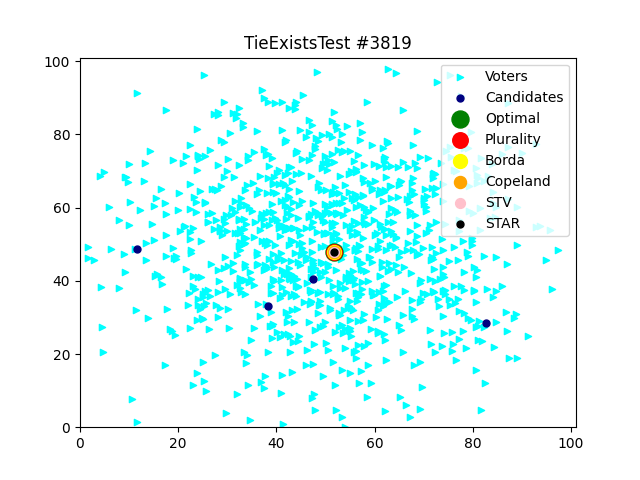 TieExistsTest #3819
Voters
Candidates
Optimal
Plurality
Borda
Copeland
STV
STAR
100
80
60
40
20
0
0 20 40 60 80 100